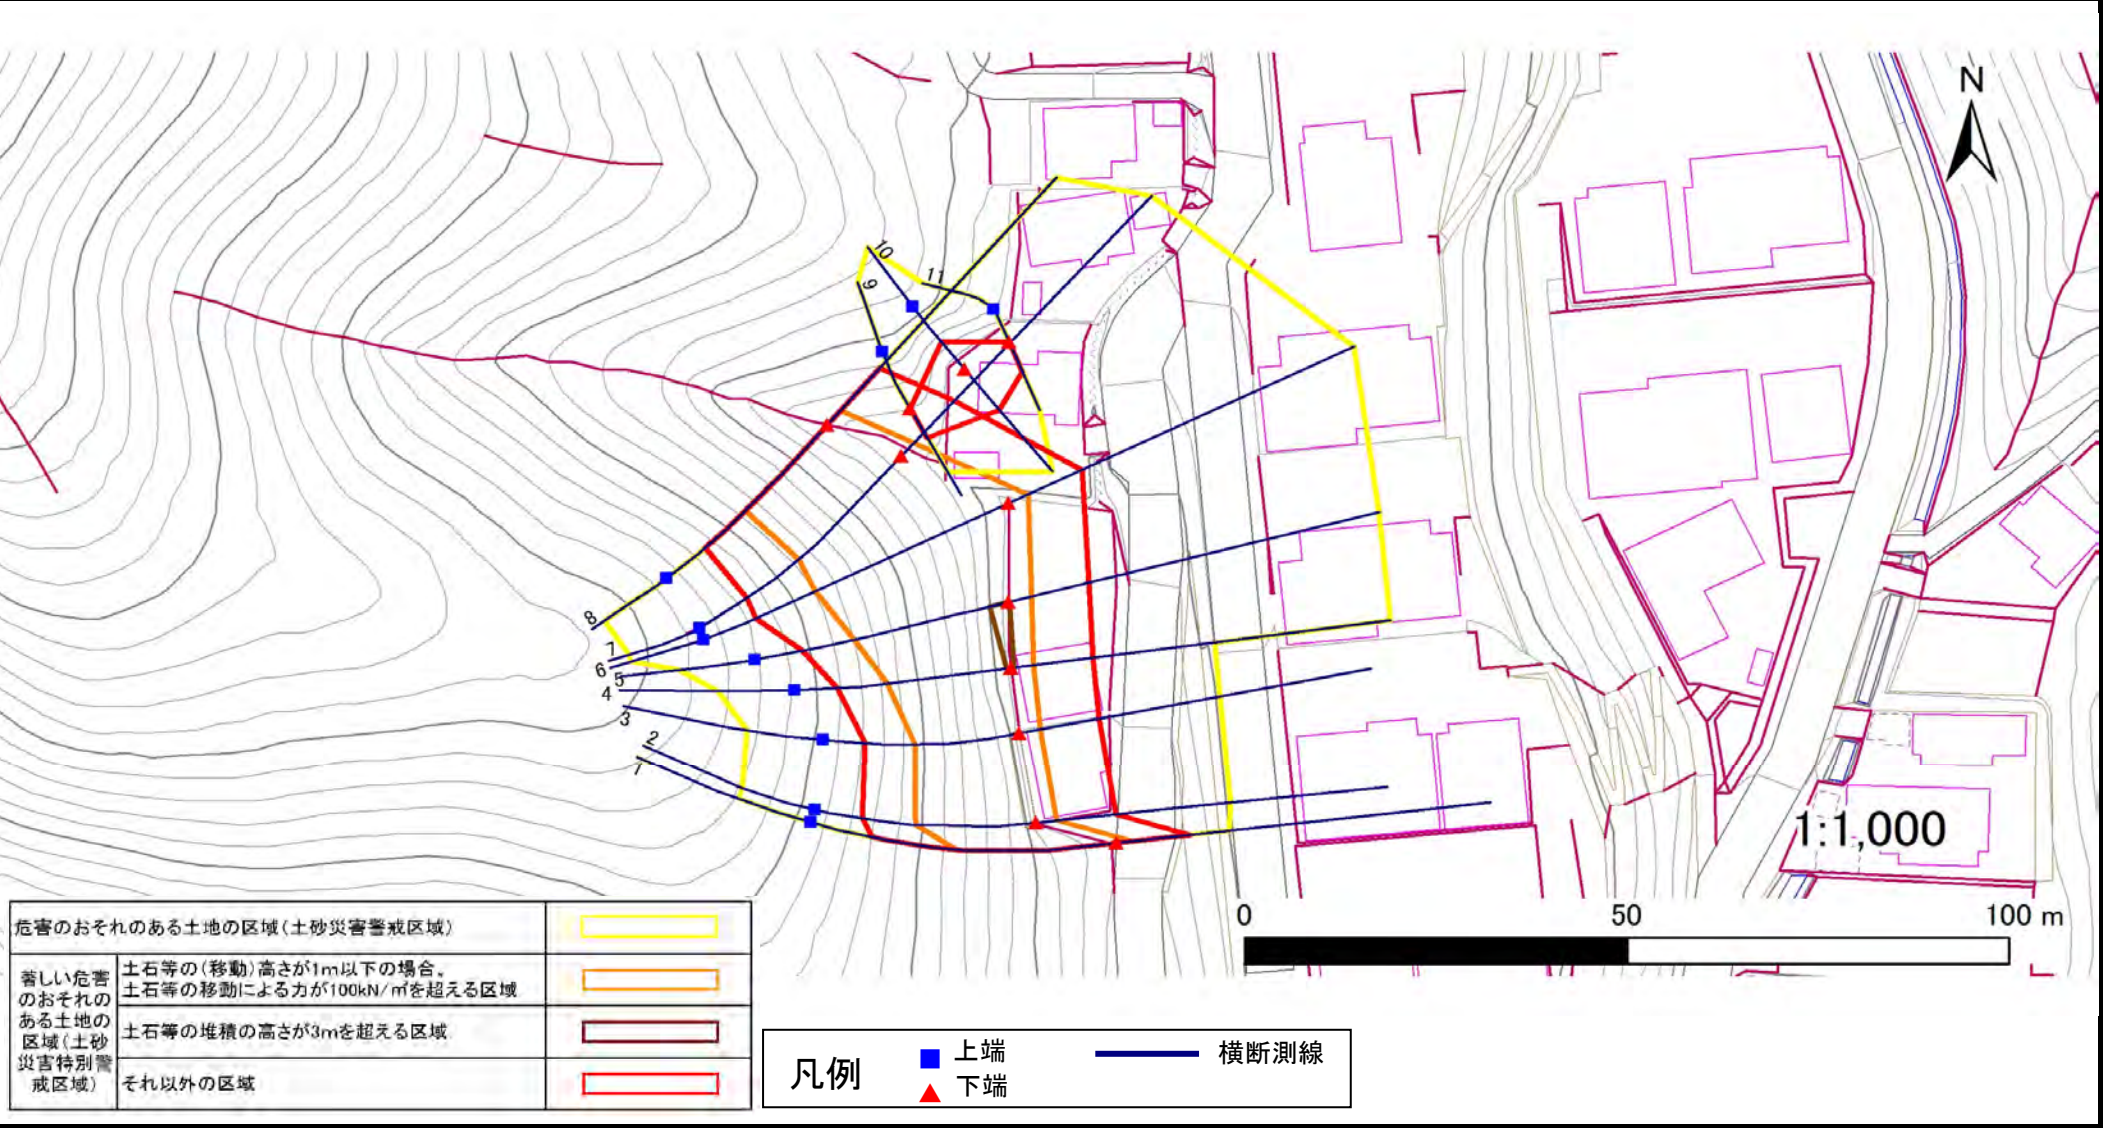 N
10
11
9
8
7
6
5
4
3
2
1
1:1,000
0 50 100 m
危害のおそれのある土地の区域(土砂災害警戒区域)
著しい危害
のおそれの
ある土地の
区域(土砂
災害特別警
戒区域)
土石等の(移動)高さが1m以下の場合、
土石等の移動による力が100kN/㎡を超える区域
土石等の堆積の高さが3mを超える区域
それ以外の区域
凡例
上端
下端
横断測線